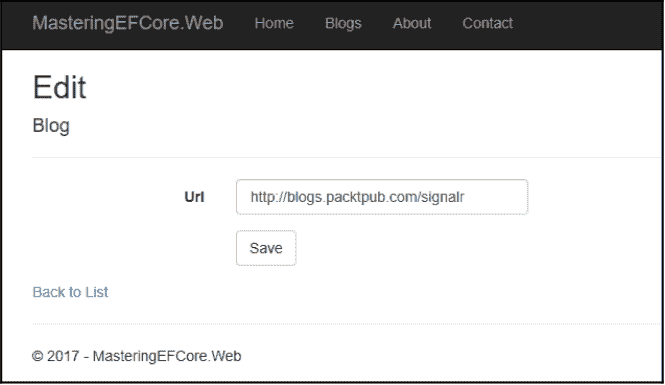 MasteringEFCore.Web Home Blogs About Contact
Edit
Blog
Url http://blogs.packtpub.com/signalr
Save
Back to List
© 2017 - MasteringEFCore.Web